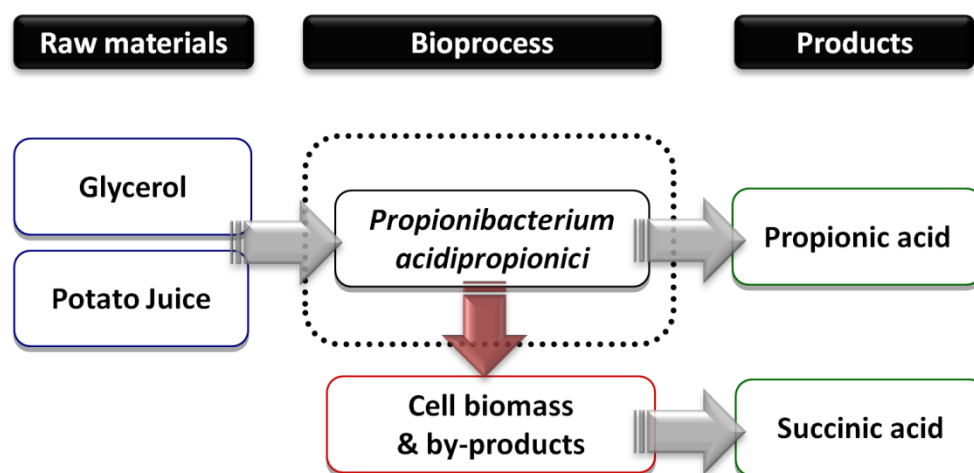 Raw materials
Bioprocess
Products
Glycerol
Potato Juice
Propionibacterium
acidipropionici
Propionic acid
Cell biomass
& by-products
Succinic acid